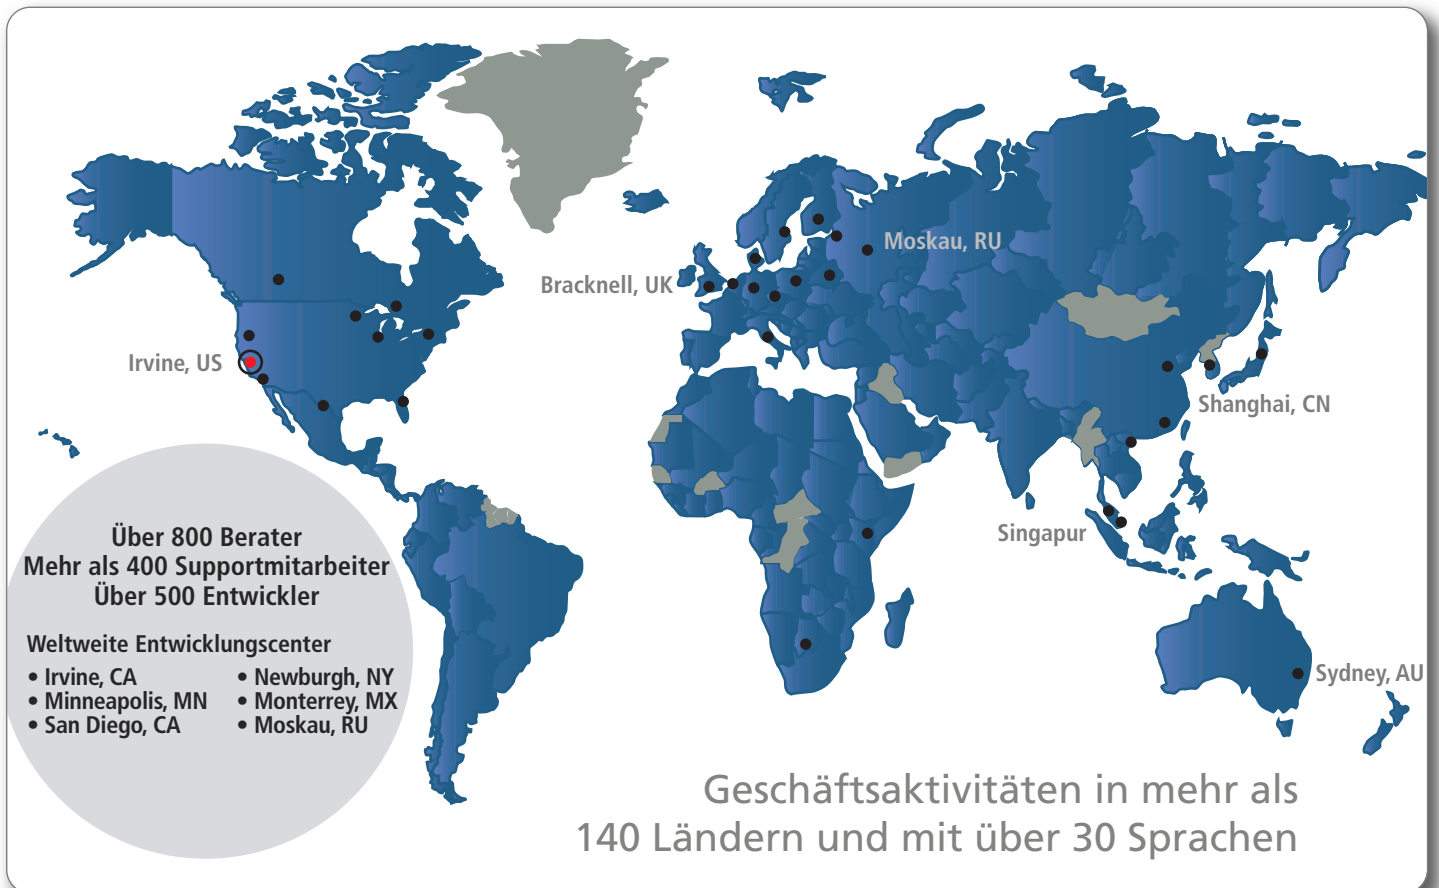 Moskau, RU
Bracknell, UK
Irvine, US
Shanghai, CN
Singapur
Sydney, AU
Über 800 Berater
Mehr als 400 Supportmitarbeiter
Über 500 Entwickler
Weltweite Entwicklungscenter
• Irvine, CA
• Minneapolis, MN
• San Diego, CA
• Newburgh, NY
• Monterrey, MX
• Moskau, RU
Geschäftsaktivitäten in mehr als
140 Ländern und mit über 30 Sprachen